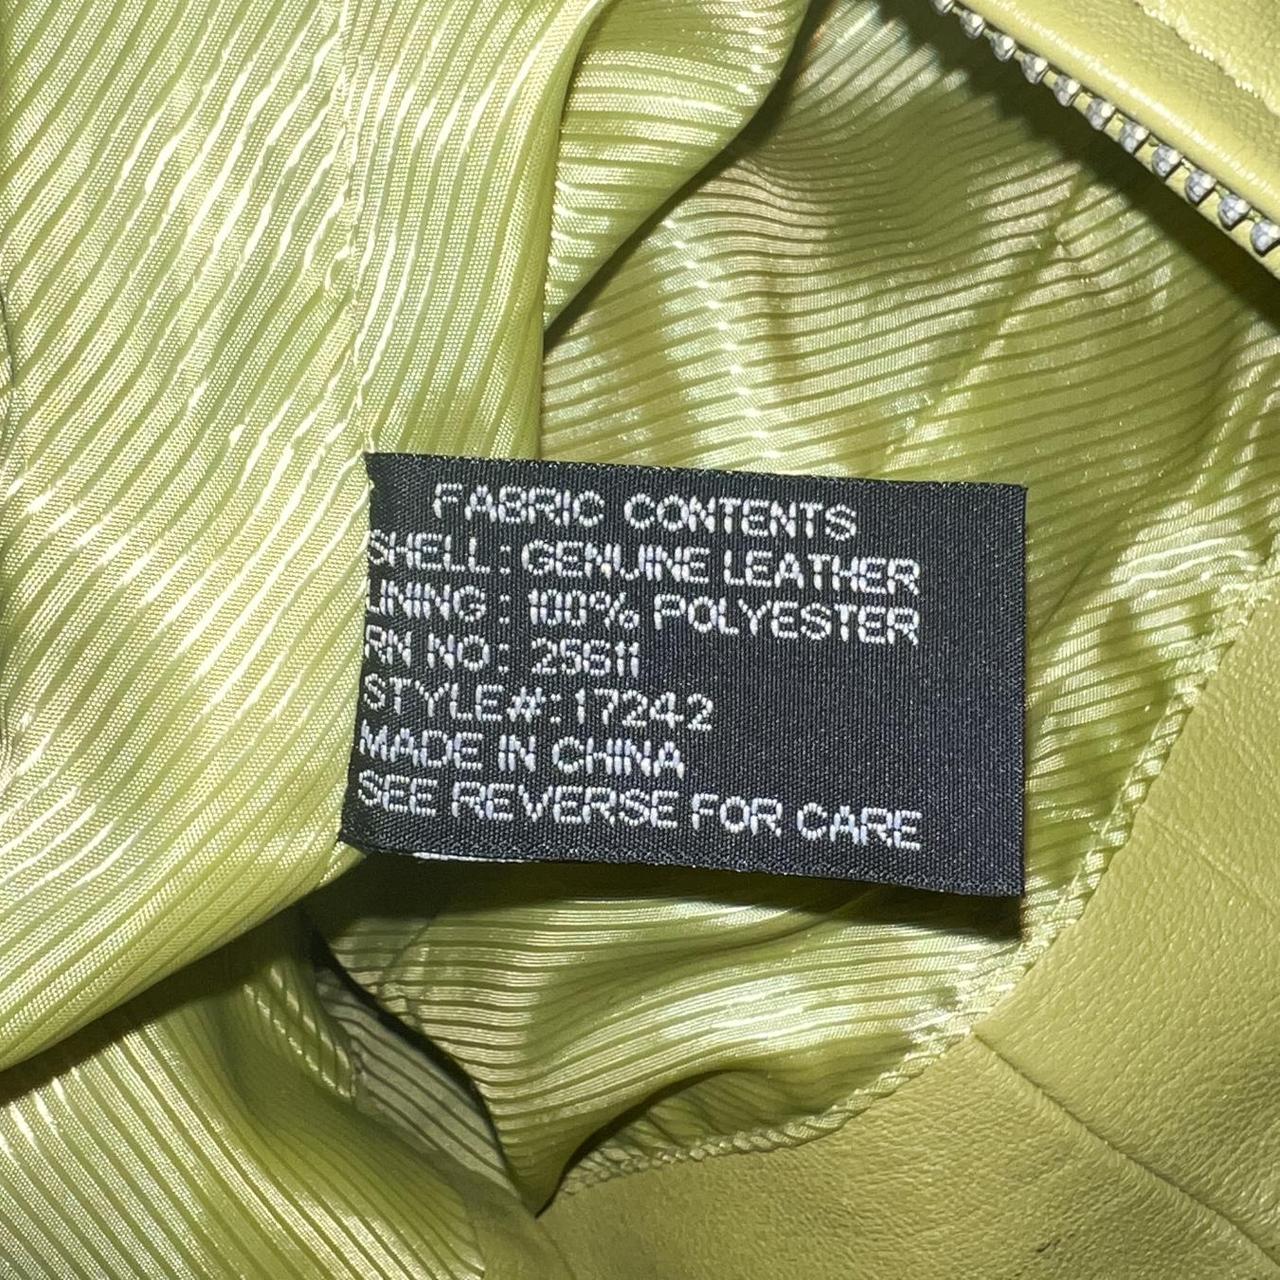 FABRIC CONTENTS
SHELL: GENUINE LEATHER
LINING : 100% POLYESTER
RN NO: 25611
STYLE#: 17242
MADE IN CHINA
SEE REVERSE FOR CARE